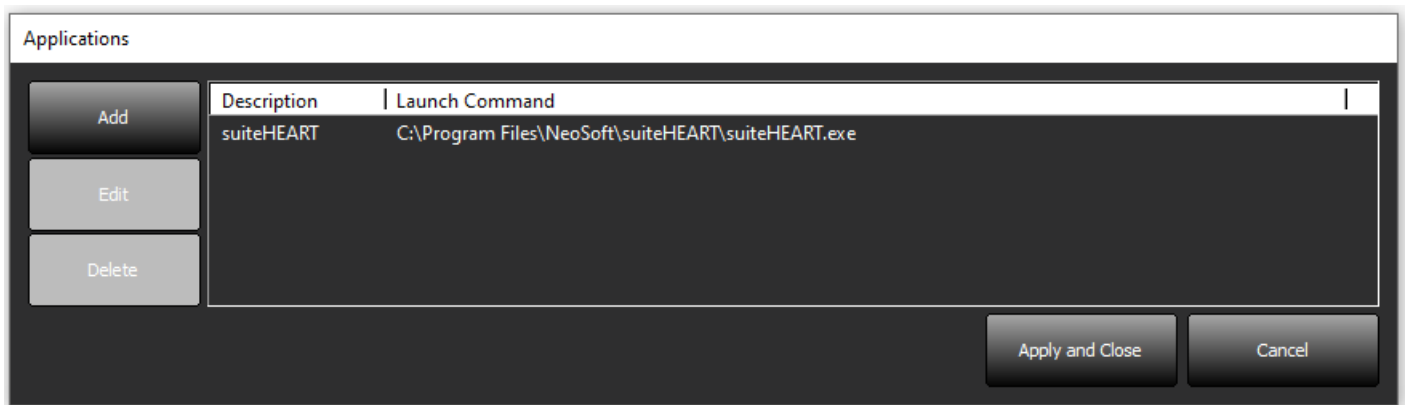 Applications
Add
Description Launch Command
suiteHEART C:\Program Files\NeoSoft\suiteHEART\suiteHEART.exe
Edit
Delete
Apply and Close Cancel